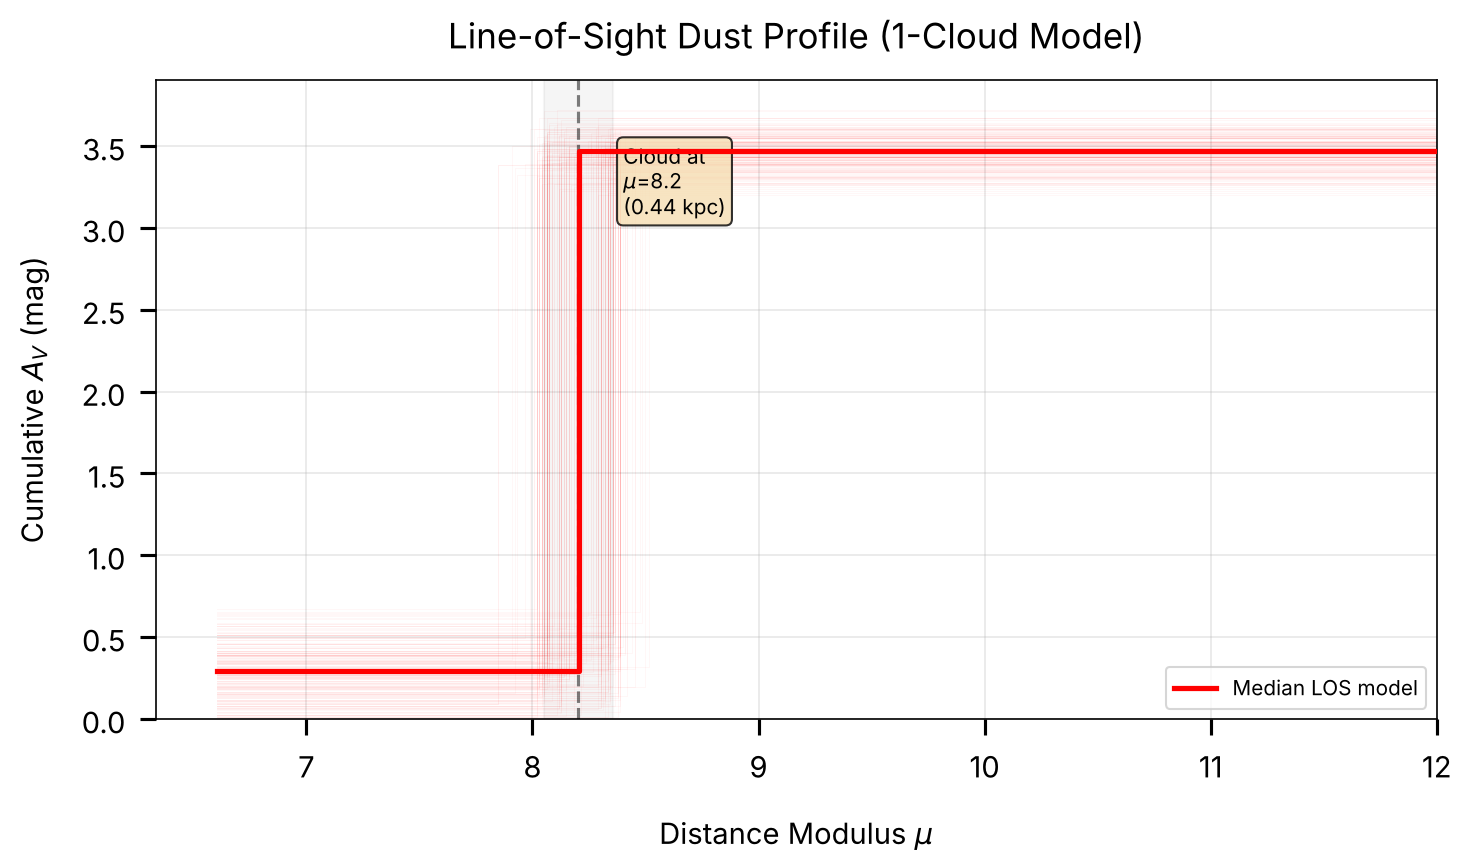 Line-of-Sight Dust Profile (1-Cloud Model)
Cumulative A_V (mag)
3.5
3.0
2.5
2.0
1.5
1.0
0.5
0.0
Cloud at
μ=8.2
(0.44 kpc)
Median LOS model
7
8
9
10
11
12
Distance Modulus μ